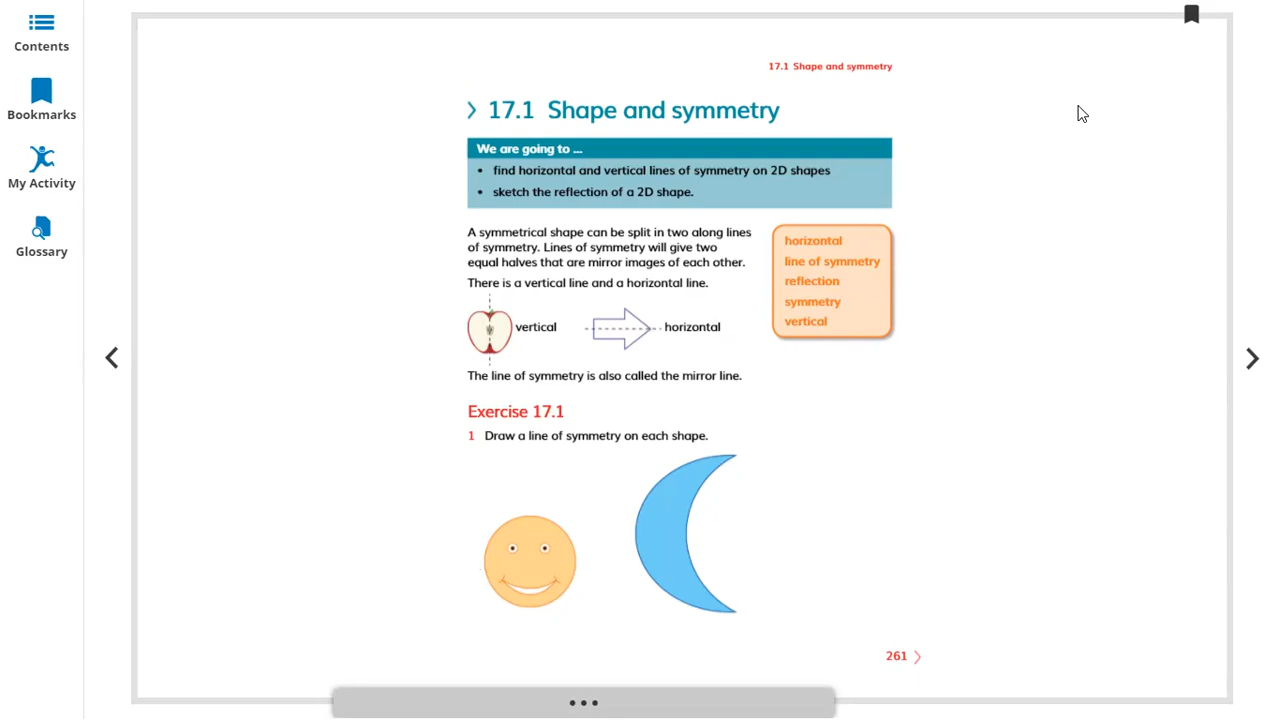 Contents
Bookmarks
My Activity
Glossary
17.1 Shape and symmetry
17.1 Shape and symmetry
We are going to ...
• find horizontal and vertical lines of symmetry on 2D shapes
• sketch the reflection of a 2D shape.
A symmetrical shape can be split in two along lines
of symmetry. Lines of symmetry will give two
equal halves that are mirror images of each other.
There is a vertical line and a horizontal line.
vertical
horizontal
horizontal
line of symmetry
reflection
symmetry
vertical
The line of symmetry is also called the mirror line.
Exercise 17.1
1 Draw a line of symmetry on each shape.
261